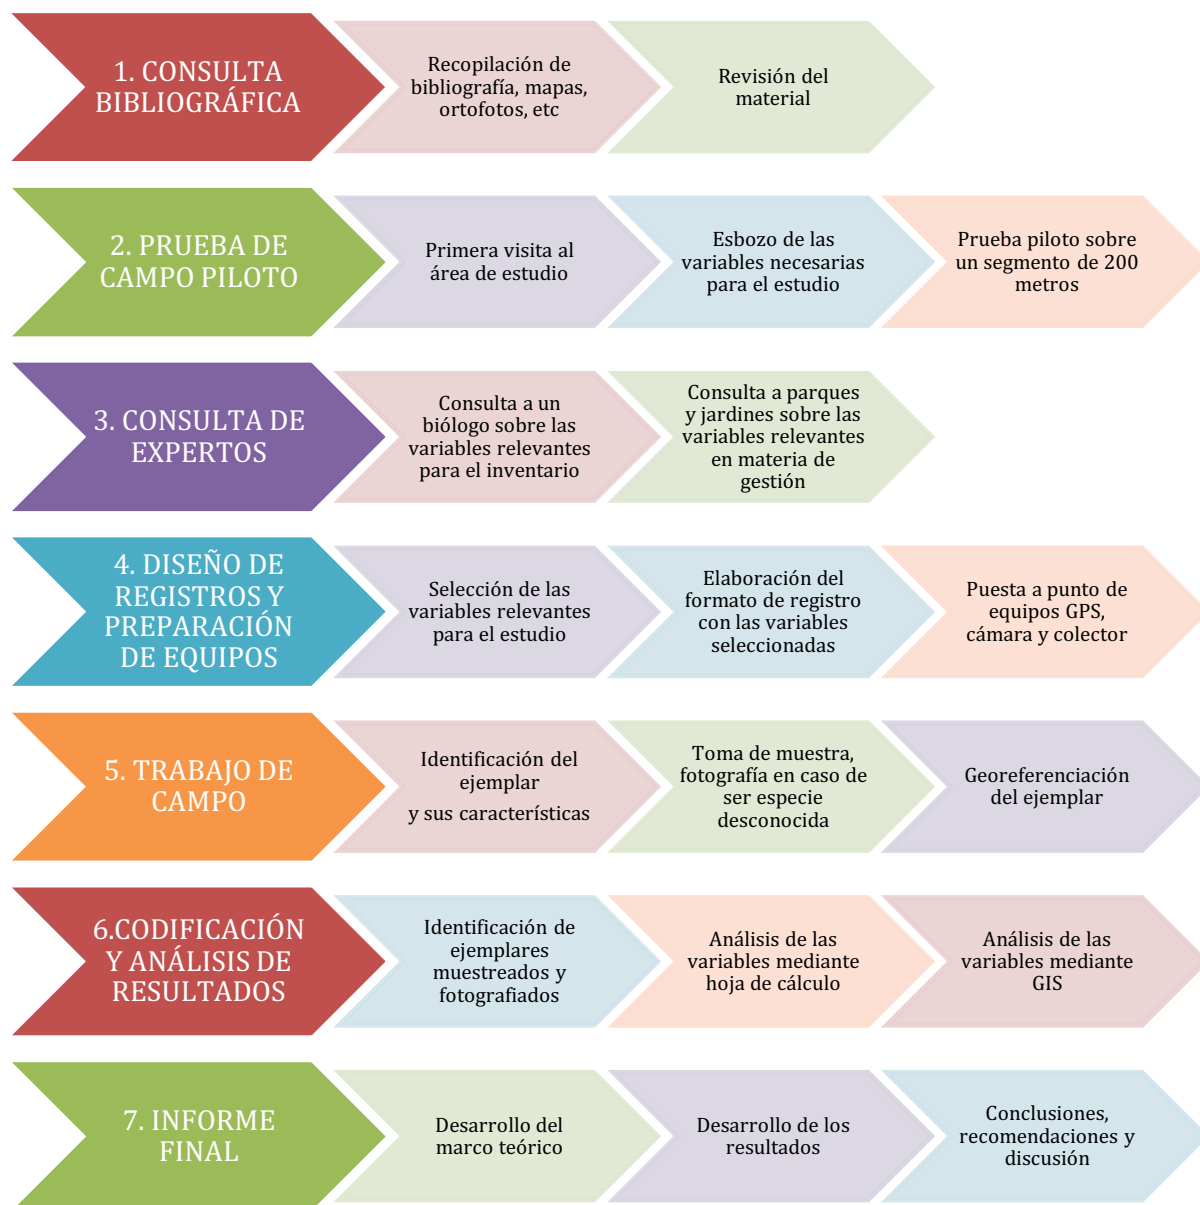 1. CONSULTA
BIBLIOGRÁFICA
Recopilación de
bibliografía, mapas,
ortofotos, etc
Revisión del
material
2. PRUEBA DE
CAMPO PILOTO
Primera visita al
área de estudio
Esbozo de las
variables necesarias
para el estudio
Prueba piloto sobre
un segmento de 200
metros
3. CONSULTA DE
EXPERTOS
Consulta a un
biólogo sobre las
variables relevantes
para el inventario
Consulta a parques
y jardines sobre las
variables relevantes
en materia de
gestión
4. DISEÑO DE
REGISTROS Y
PREPARACIÓN
DE EQUIPOS
Selección de las
variables relevantes
para el estudio
Elaboración del
formato de registro
con las variables
seleccionadas
Puesta a punto de
equipos GPS,
cámara y colector
5. TRABAJO DE
CAMPO
Identificación del
ejemplar
y sus características
Toma de muestra,
fotografía en caso de
ser especie
desconocida
Georeferenciación
del ejemplar
6.CODIFICACIÓN
Y ANÁLISIS DE
RESULTADOS
Identificación de
ejemplares
muestreados y
fotografiados
Análisis de las
variables mediante
hoja de cálculo
Análisis de las
variables mediante
GIS
7. INFORME
FINAL
Desarrollo del
marco teórico
Desarrollo de los
resultados
Conclusiones,
recomendaciones y
discusión